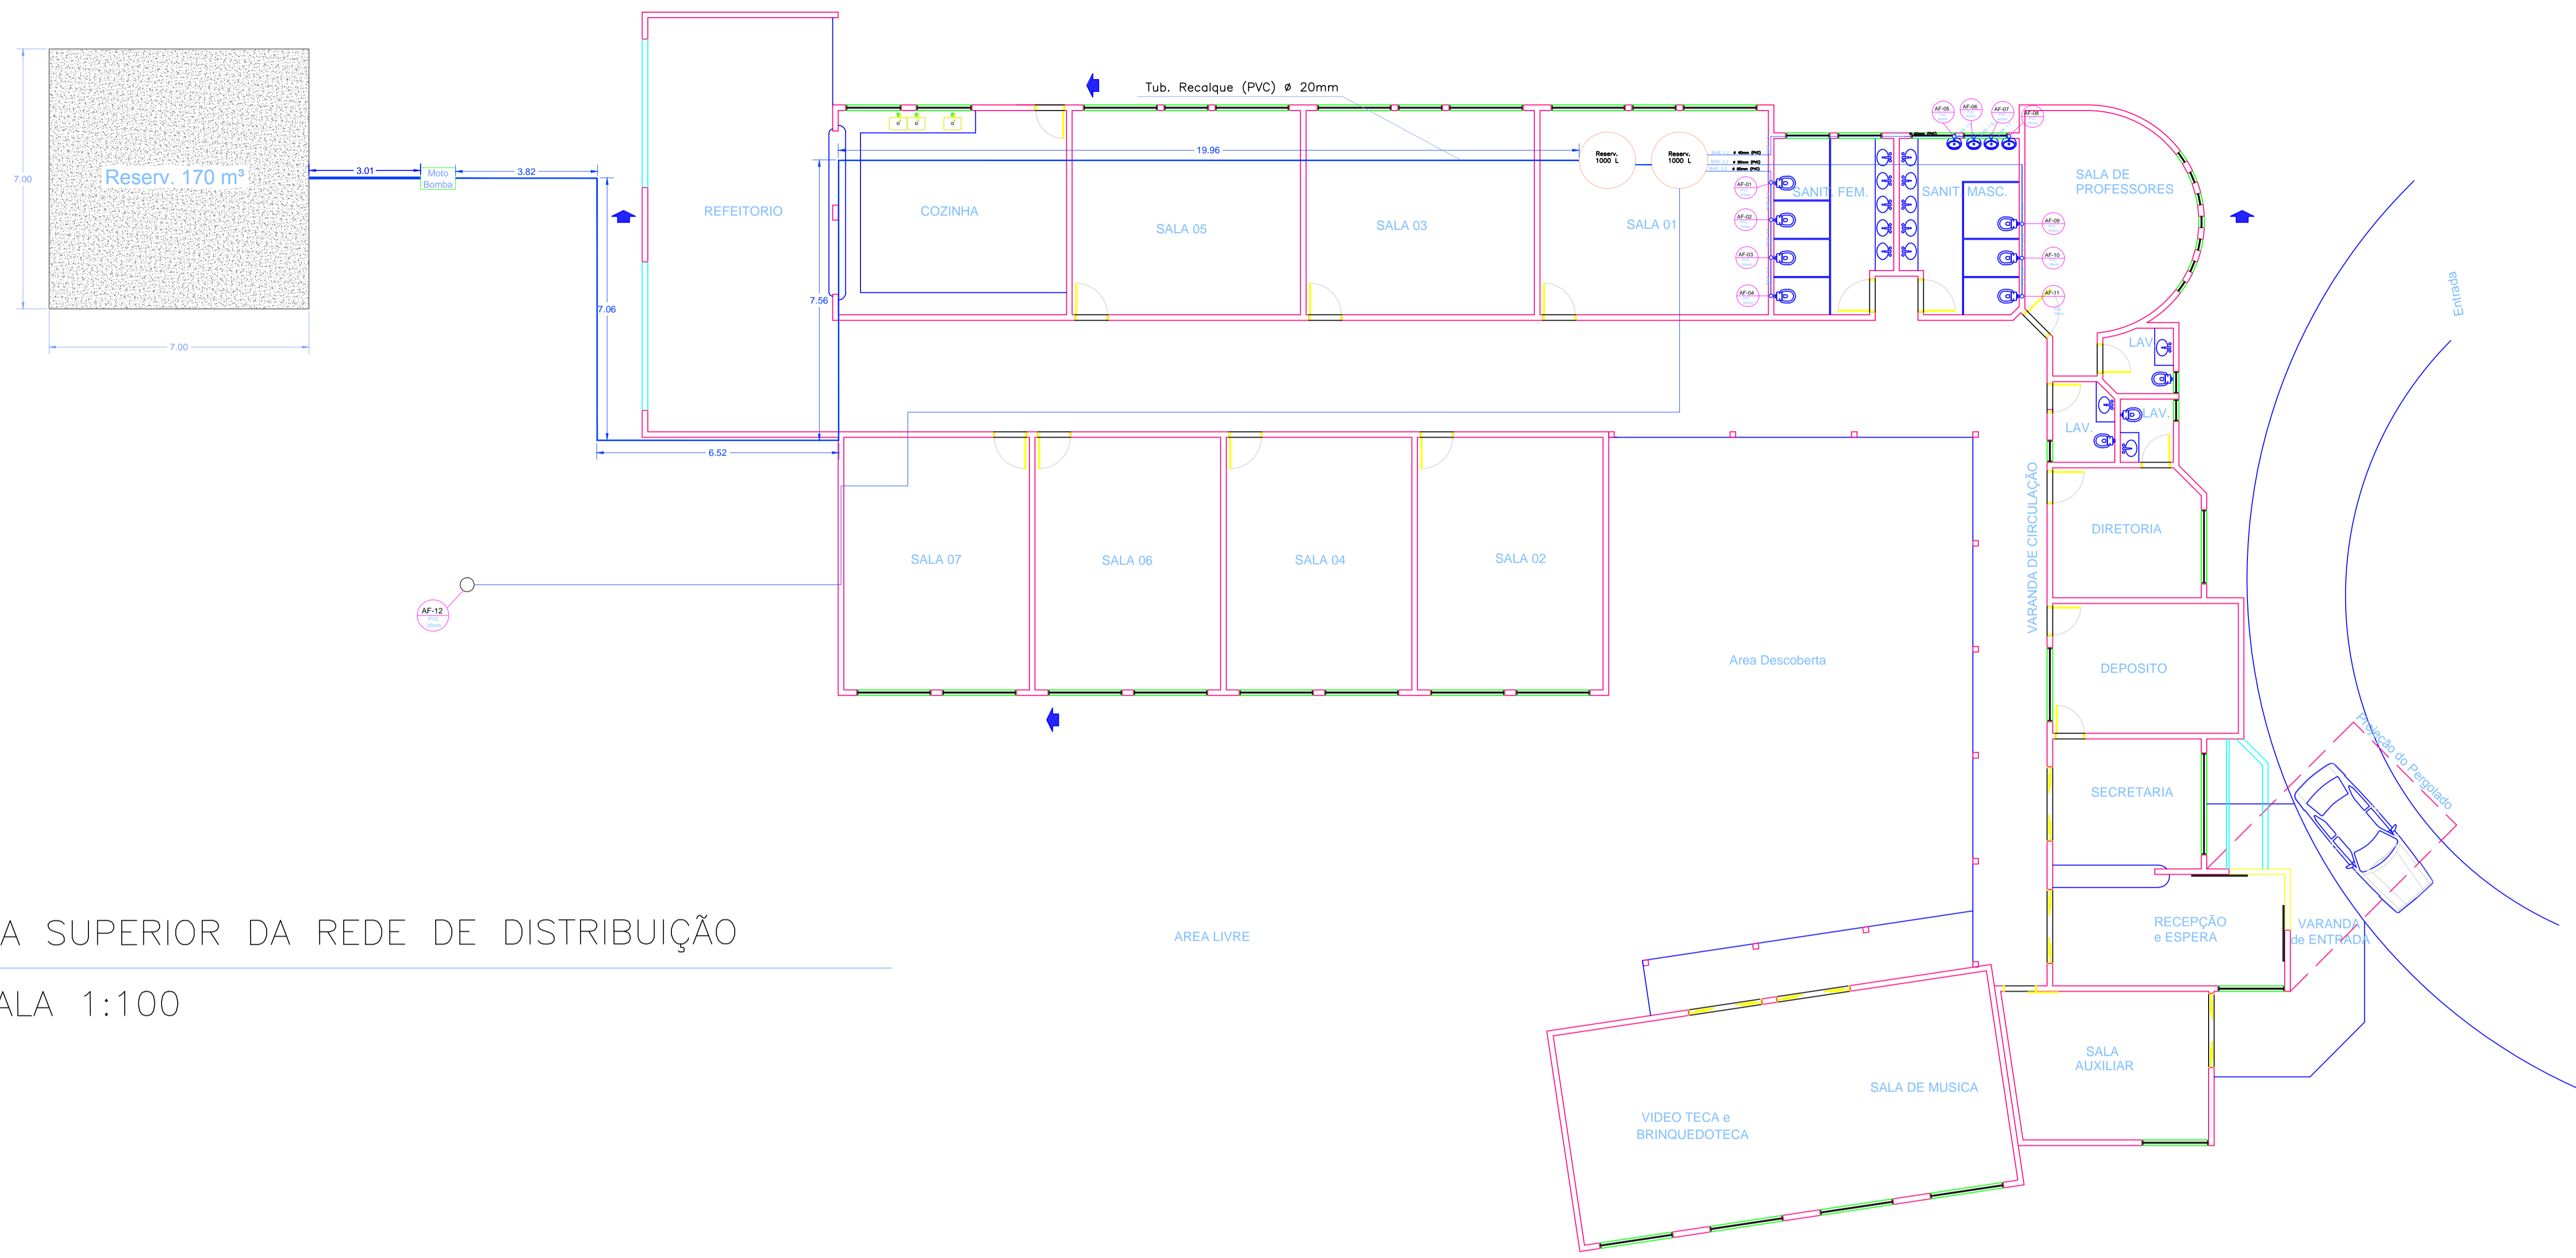 7.00
Reserv. 170 m³
7.00
3.01
Moto
Bomba
3.82
7.06
6.52
7.56
19.96
Tub. Recalque (PVC) ø 20mm
REFEITORIO
COZINHA
SALA 05
SALA 03
SALA 01
Reserv.
1000 L
Reserv.
1000 L
AF-01
AF-02
AF-03
AF-04
SANIT. FEM.
SANIT. MASC.
AF-05
AF-06
AF-07
AF-08
AF-09
AF-10
AF-11
SALA DE
PROFESSORES
Entrada
LAV.
LAV.
LAV.
VARANDA DE CIRCULAÇÃO
DIRETORIA
DEPOSITO
SECRETARIA
Projeção do Pergolado
RECEPÇÃO
e ESPERA
VARANDA
de ENTRADA
SALA
AUXILIAR
SALA DE MUSICA
VIDEO TECA e
BRINQUEDOTECA
Area Descoberta
SALA 07
SALA 06
SALA 04
SALA 02
AF-12
PVC
AREA LIVRE
A SUPERIOR DA REDE DE DISTRIBUIÇÃO
ALA 1:100